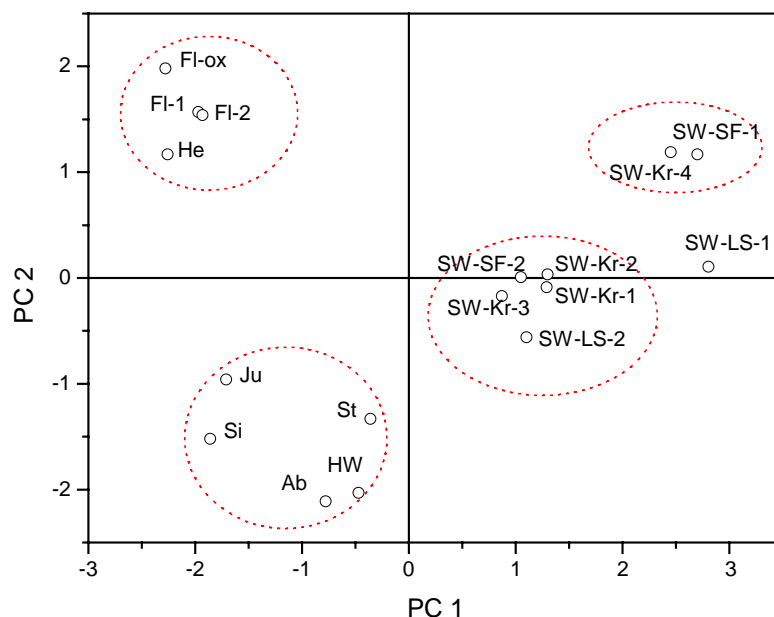 2
Fl-ox
Fl-1
Fl-2
He
SW-SF-1
SW-Kr-4
1
SW-LS-1
SW-SF-2
SW-Kr-2
0
SW-Kr-3
SW-Kr-1
SW-LS-2
PC 2
-1
Ju
St
Si
HW
Ab
-2
-3
-2
-1
0
1
2
3
PC 1